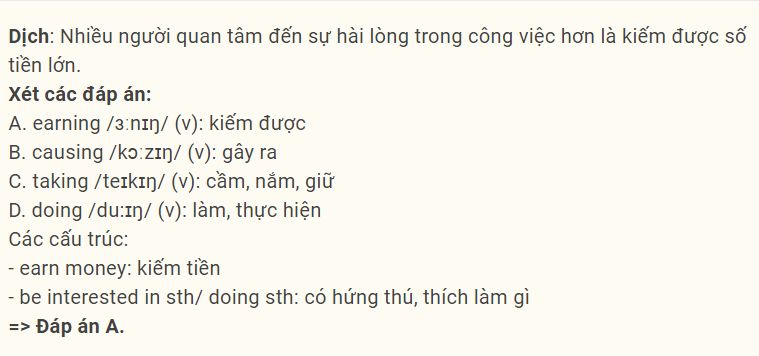 Dịch: Nhiều người quan tâm đến sự hài lòng trong công việc hơn là kiếm được số
tiền lớn.
Xét các đáp án:
A. earning /ɜːnɪŋ/ (v): kiếm được
B. causing /kɔːzɪŋ/ (v): gây ra
C. taking /teɪkɪŋ/ (v): cầm, nắm, giữ
D. doing /du:ɪŋ/ (v): làm, thực hiện
Các cấu trúc:
- earn money: kiếm tiền
- be interested in sth/ doing sth: có hứng thú, thích làm gì
=> Đáp án A.